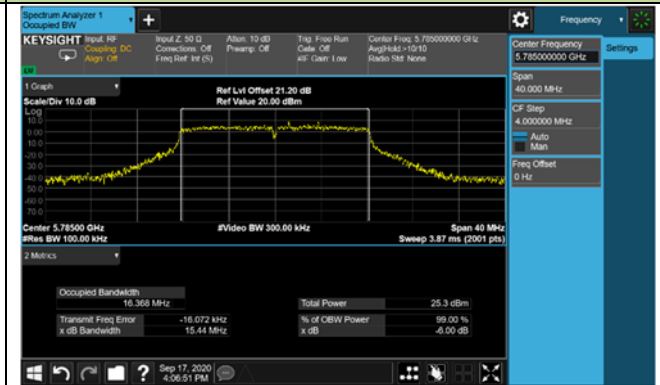 Spectrum Analyzer 1
Occupied BW
+
Frequency
KEYSIGHT
Input: RF
Coupling: DC
Align: Off
Input Z: 50 Ω
Corrections: Off
Freq Ref: Int (S)
Atten: 10 dB
Preamp: Off
Trig: Free Run
Gate: Off
#IF Gain: Low
Center Freq: 5.785000000 GHz
Avg|Hold:>10/10
Radio Std: None
1 Graph
Scale/Div 10.0 dB
Ref Lvl Offset 21.20 dB
Ref Value 20.00 dBm
Log
10.0
0.00
-10.0
-20.0
-30.0
-40.0
-50.0
-60.0
-70.0
Center 5.78500 GHz
#Res BW 100.00 kHz
#Video BW 300.00 kHz
Span 40 MHz
Sweep 3.87 ms (2001 pts)
2 Metrics
Occupied Bandwidth
16.368 MHz
Total Power 25.3 dBm
Transmit Freq Error -16.072 kHz
% of OBW Power 99.00 %
x dB Bandwidth 15.44 MHz
x dB -6.00 dB
Center Frequency
5.785000000 GHz
Settings
Span
40.000 MHz
CF Step
4.000000 MHz
Auto
Man
Freq Offset
0 Hz
?
Sep 17, 2020
4:06:51 PM